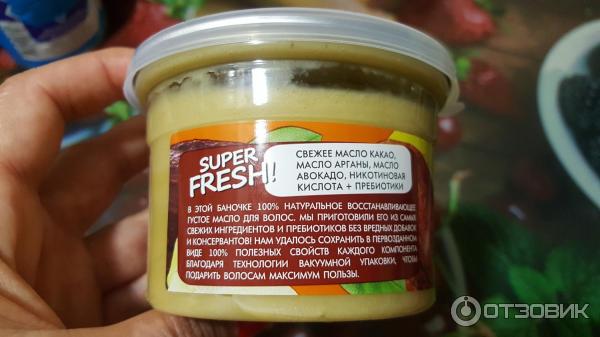 SUPER
FRESH!
СВЕЖЕЕ МАСЛО КАКАО,
МАСЛО АРГАНЫ, МАСЛО
АВОКАДО, НИКОТИНОВАЯ
КИСЛОТА + ПРЕБИОТИКИ
В ЭТОЙ БАНОЧКЕ 100% НАТУРАЛЬНОЕ ВОССТАНАВЛИВАЮЩЕЕ
ГУСТОЕ МАСЛО ДЛЯ ВОЛОС. МЫ ПРИГОТОВИЛИ ЕГО ИЗ САМЫХ
СВЕЖИХ ИНГРЕДИЕНТОВ И ПРЕБИОТИКОВ БЕЗ ВРЕДНЫХ ДОБАВОК
И КОНСЕРВАНТОВ! НАМ УДАЛОСЬ СОХРАНИТЬ В ПЕРВОЗДАННОМ
ВИДЕ 100% ПОЛЕЗНЫХ СВОЙСТВ КАЖДОГО КОМПОНЕНТА
БЛАГОДАРЯ ТЕХНОЛОГИИ ВАКУУМНОЙ УПАКОВКИ, ЧТОБЫ
ПОДАРИТЬ ВОЛОСАМ МАКСИМУМ ПОЛЬЗЫ.
ОТЗОВИК